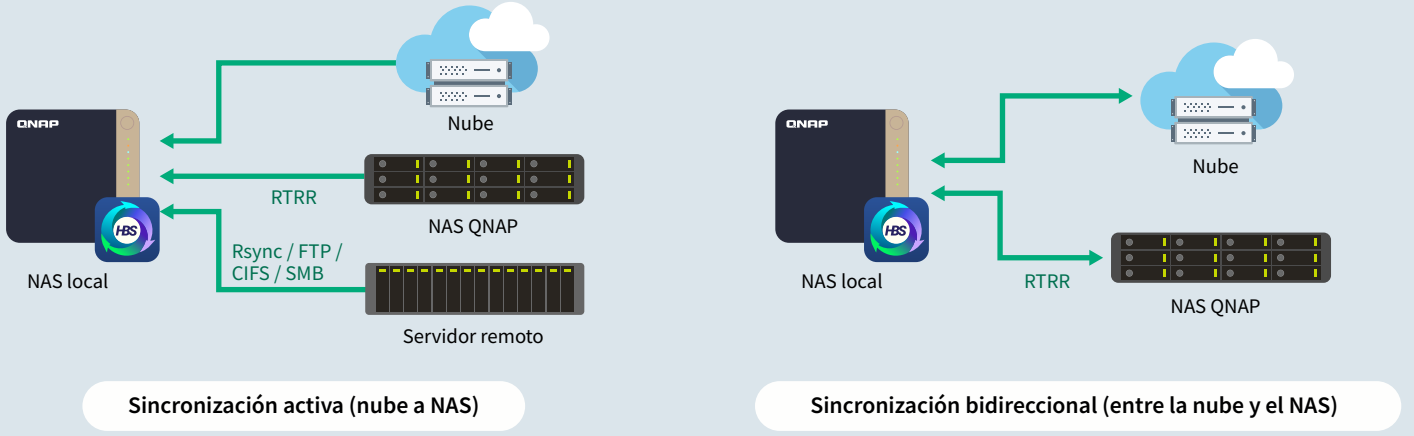 Nube
QNAP
RTRR
NAS QNAP
HBS
Rsync / FTP /
CIFS / SMB
NAS local
Servidor remoto
Sincronización activa (nube a NAS)
QNAP
Nube
HBS
NAS local
RTRR
NAS QNAP
Sincronización bidireccional (entre la nube y el NAS)